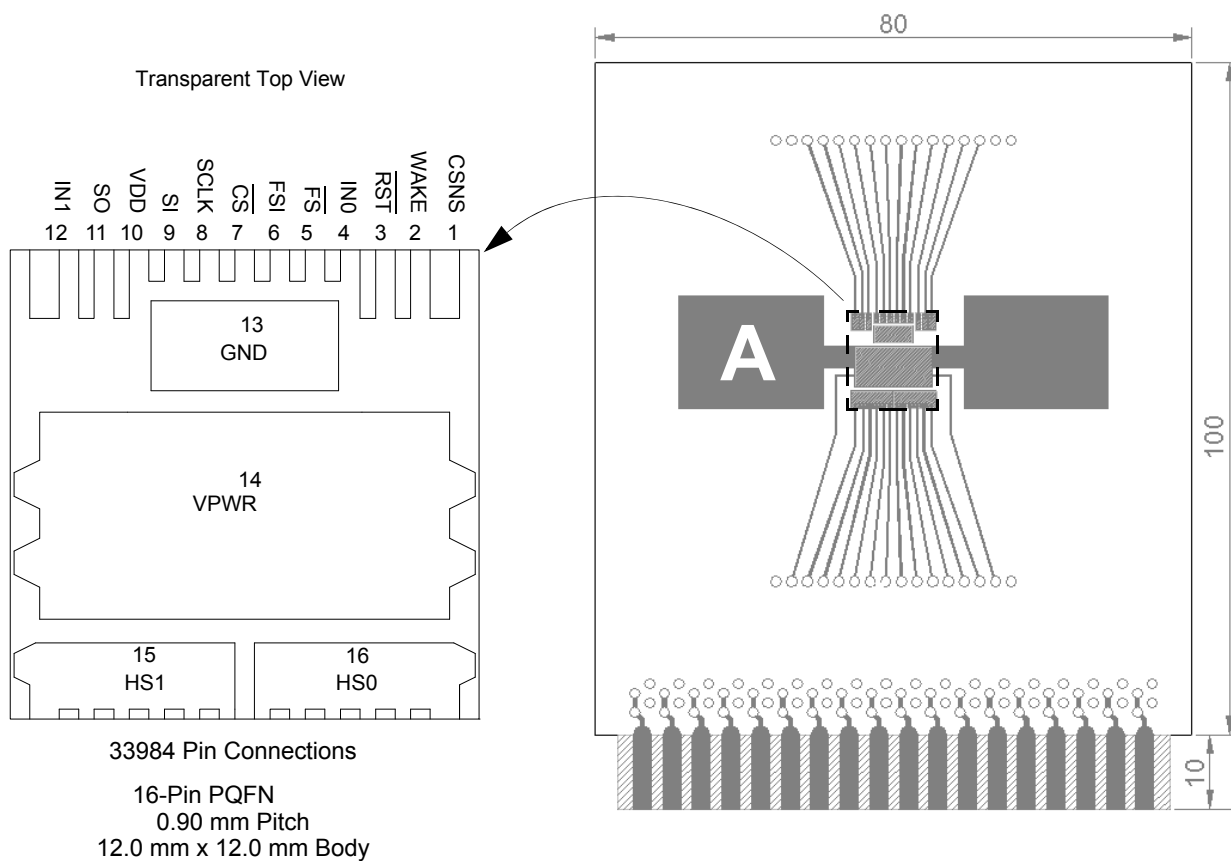 Transparent Top View
IN1
SO
VDD
SI
SCLK
CS
FSI
FS
IN0
RST
WAKE
CSNS
12 11 10 9 8 7 6 5 4 3 2 1
13
GND
14
VPWR
15
HS1
16
HS0
33984 Pin Connections
16-Pin PQFN
0.90 mm Pitch
12.0 mm x 12.0 mm Body
80
A
100
10